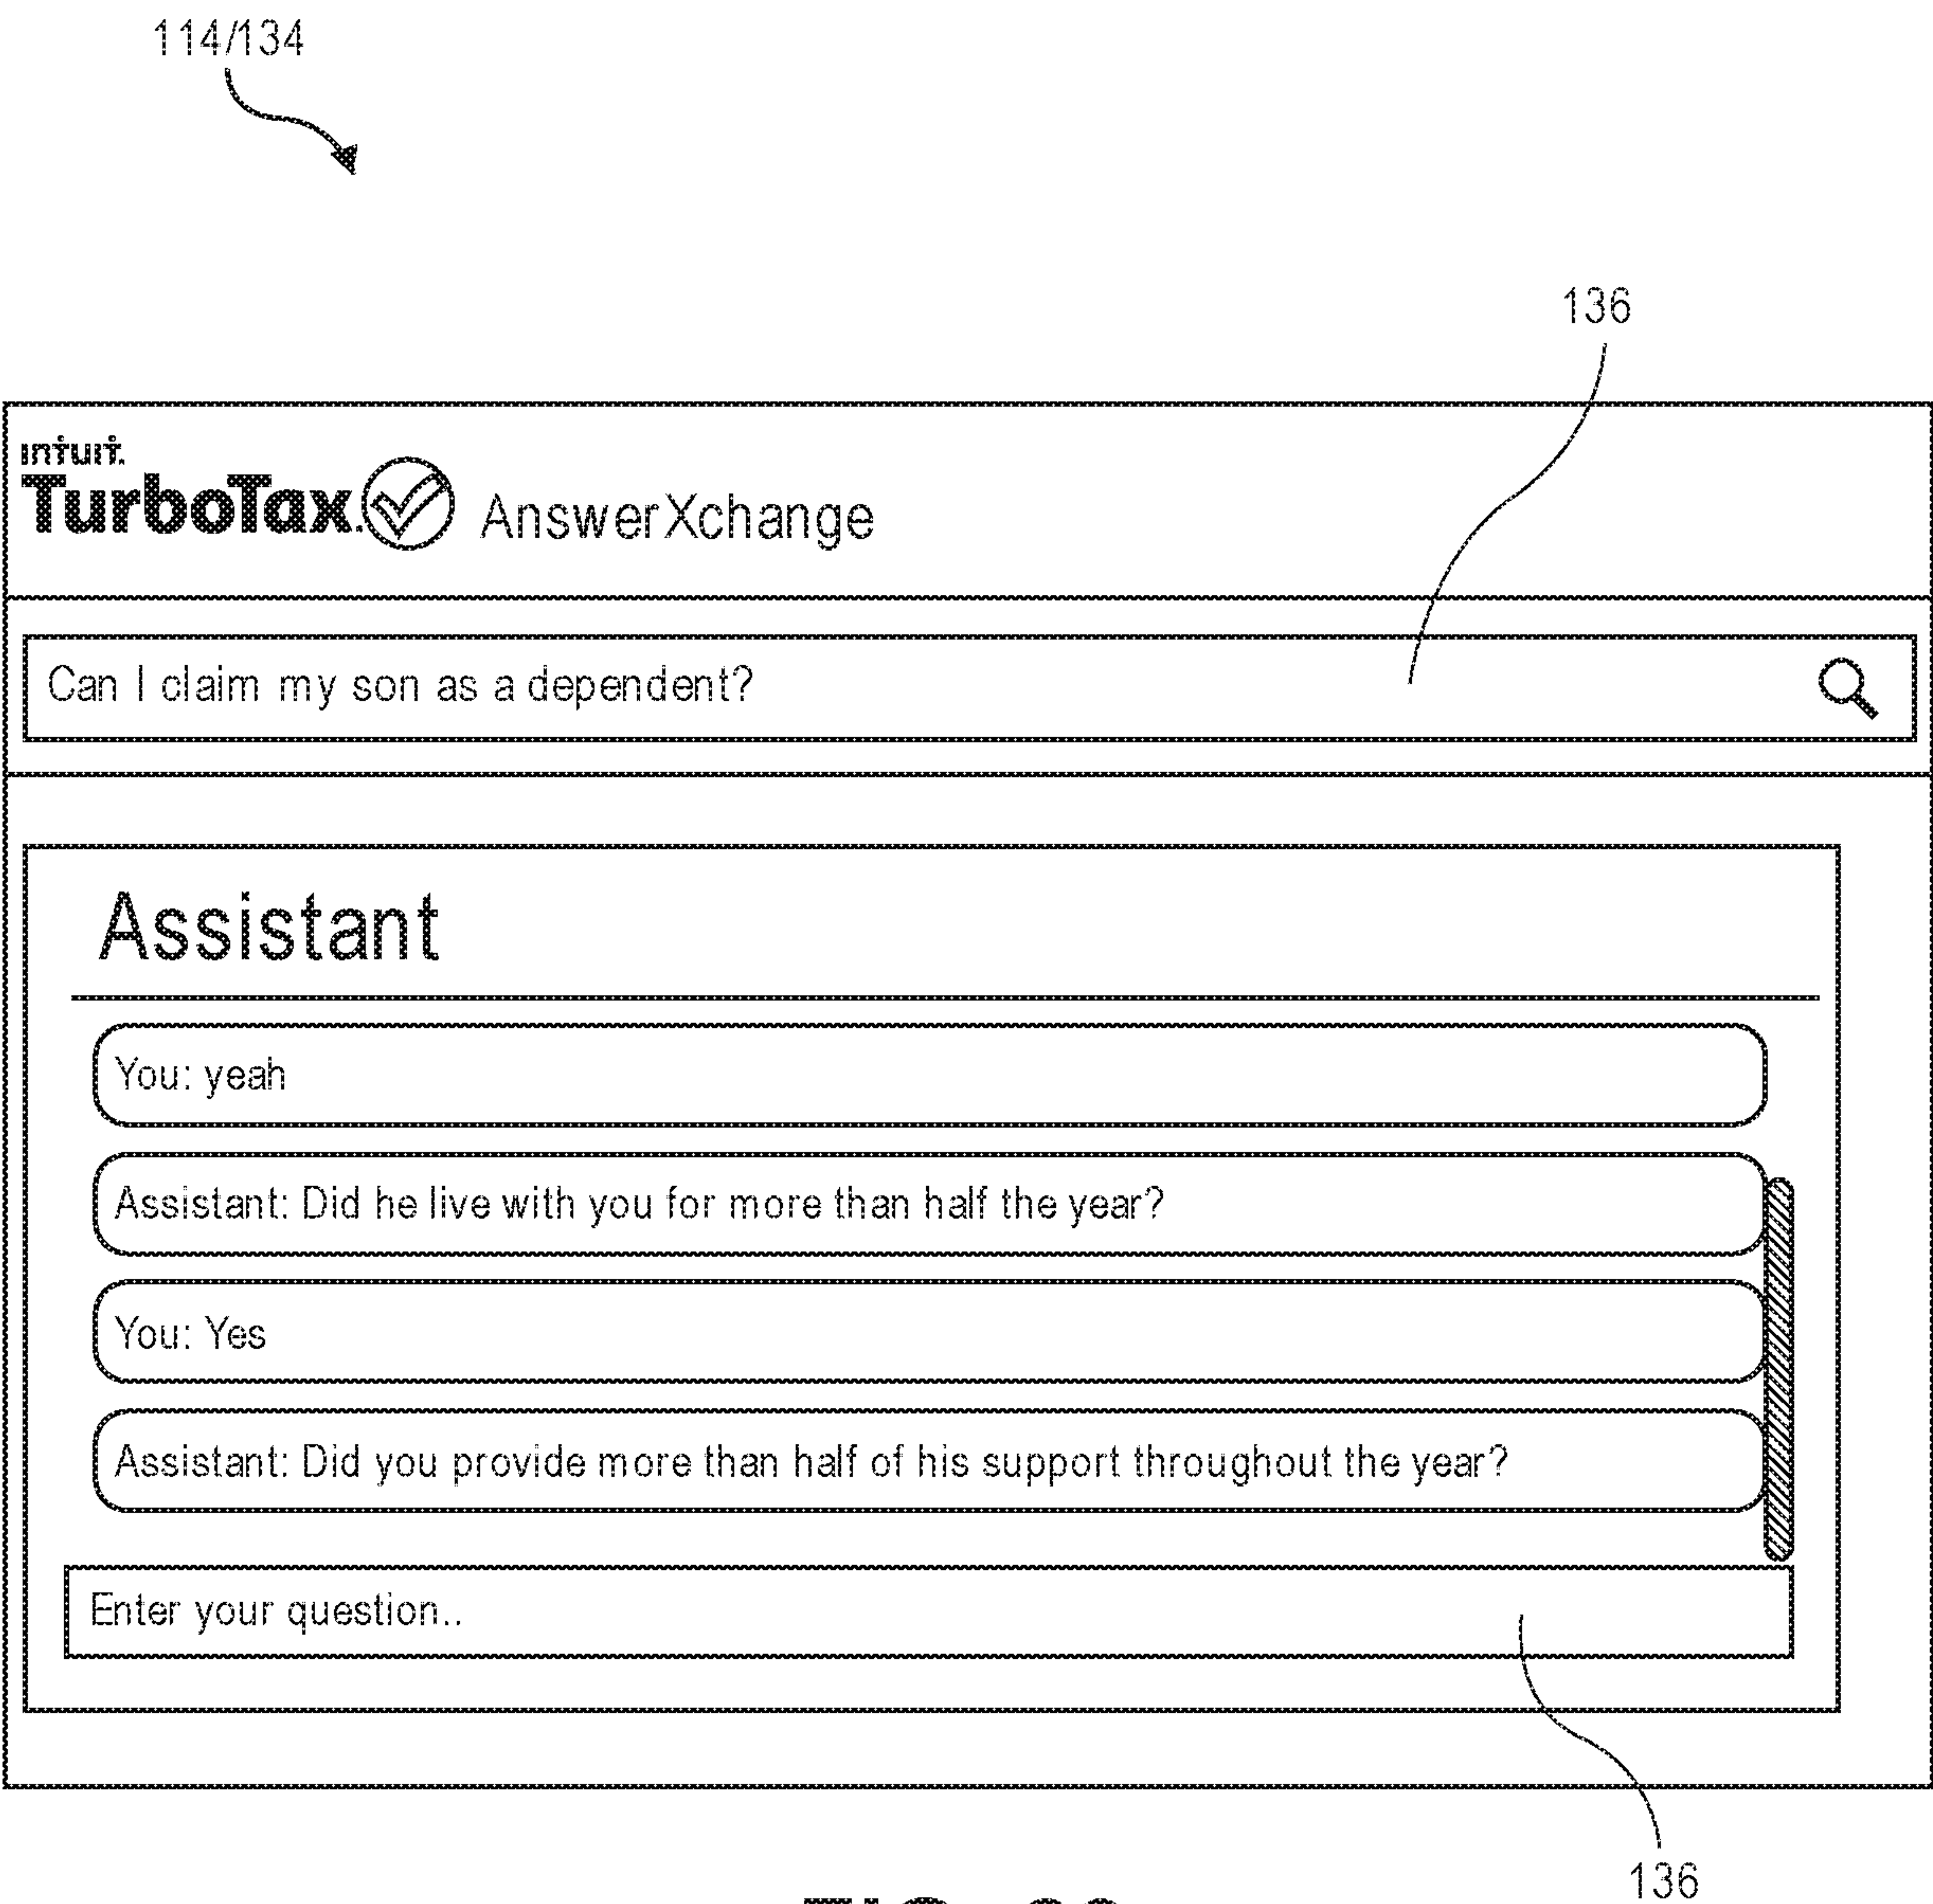 114/134
136
intuit.
TurboTax. AnswerXchange
Can I claim my son as a dependent?
Assistant
You: yeah
Assistant: Did he live with you for more than half the year?
You: Yes
Assistant: Did you provide more than half of his support throughout the year?
Enter your question..
136